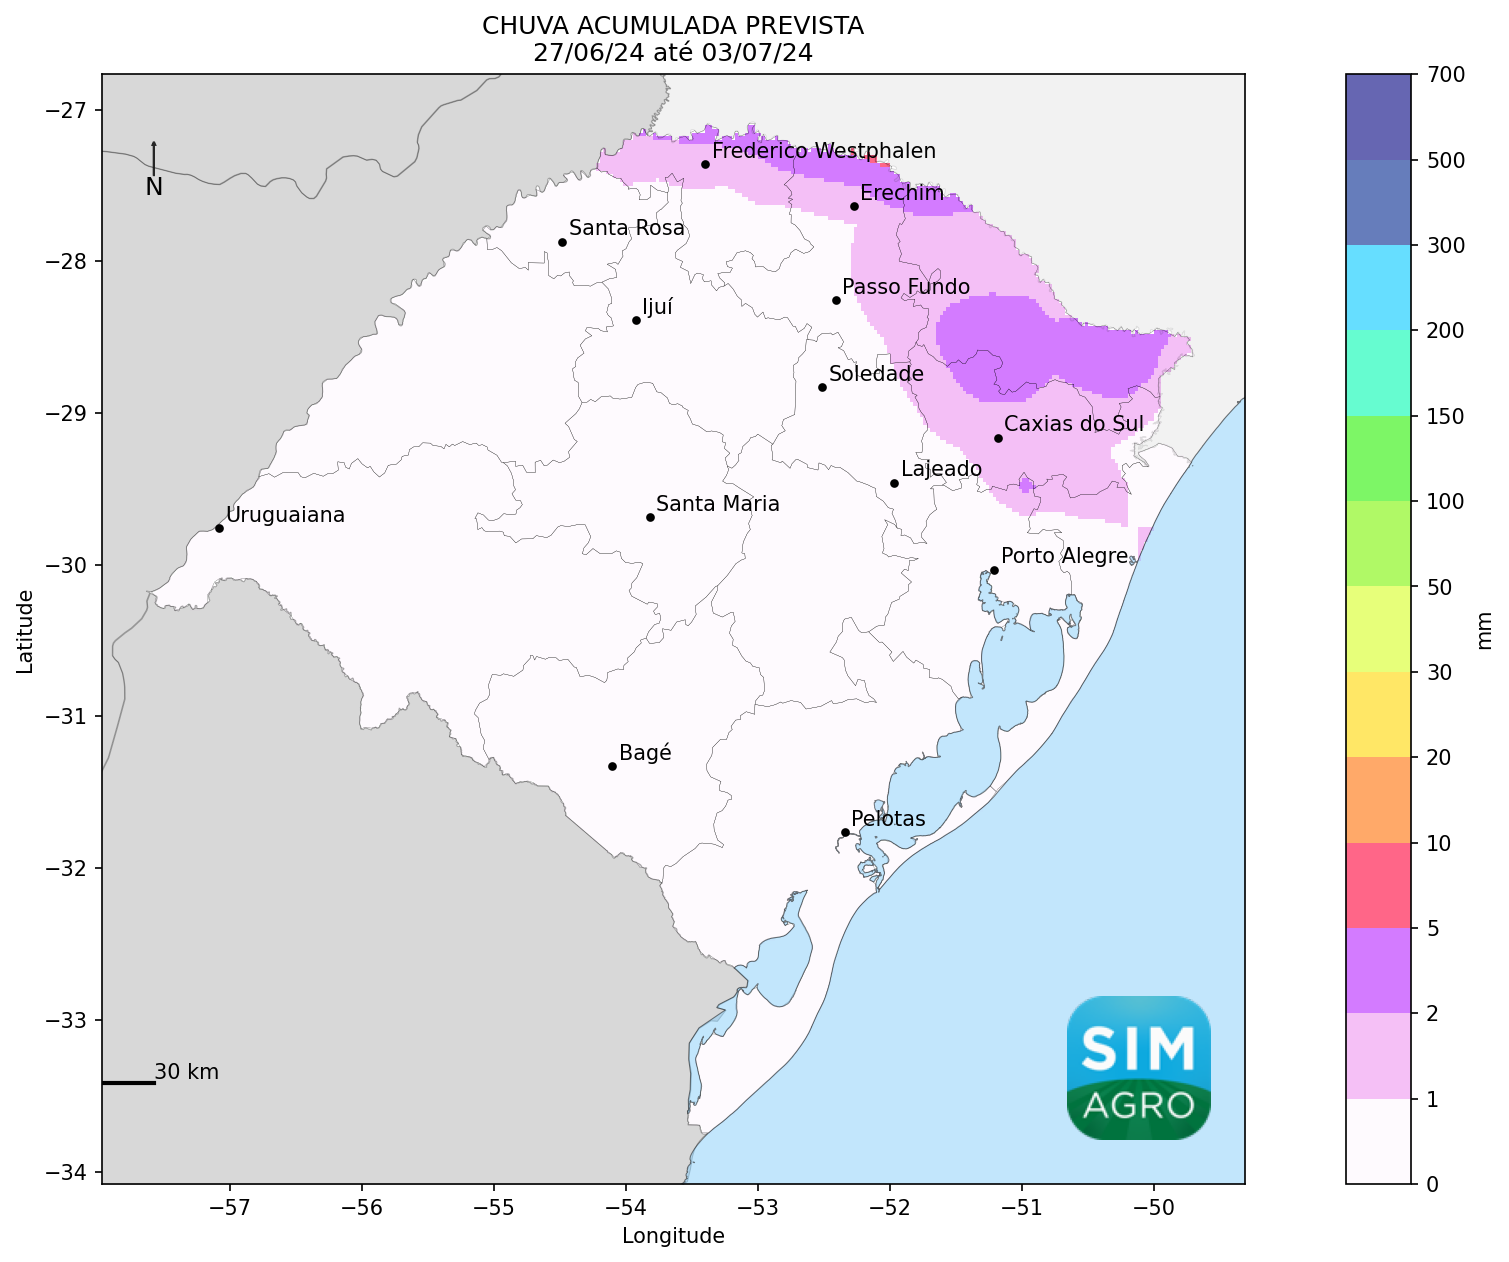 CHUVA ACUMULADA PREVISTA
27/06/24 até 03/07/24
N
Frederico Westphalen
Erechim
Santa Rosa
Passo Fundo
Ijuí
Soledade
Caxias do Sul
Lajeado
Santa Maria
Uruguaiana
Porto Alegre
Bagé
Pelotas
30 km
SIM
AGRO
−27
−28
−29
−30
−31
−32
−33
−34
Latitude
−57
−56
−55
−54
−53
−52
−51
−50
Longitude
700
500
300
200
150
100
50
30
20
10
5
2
1
0
mm